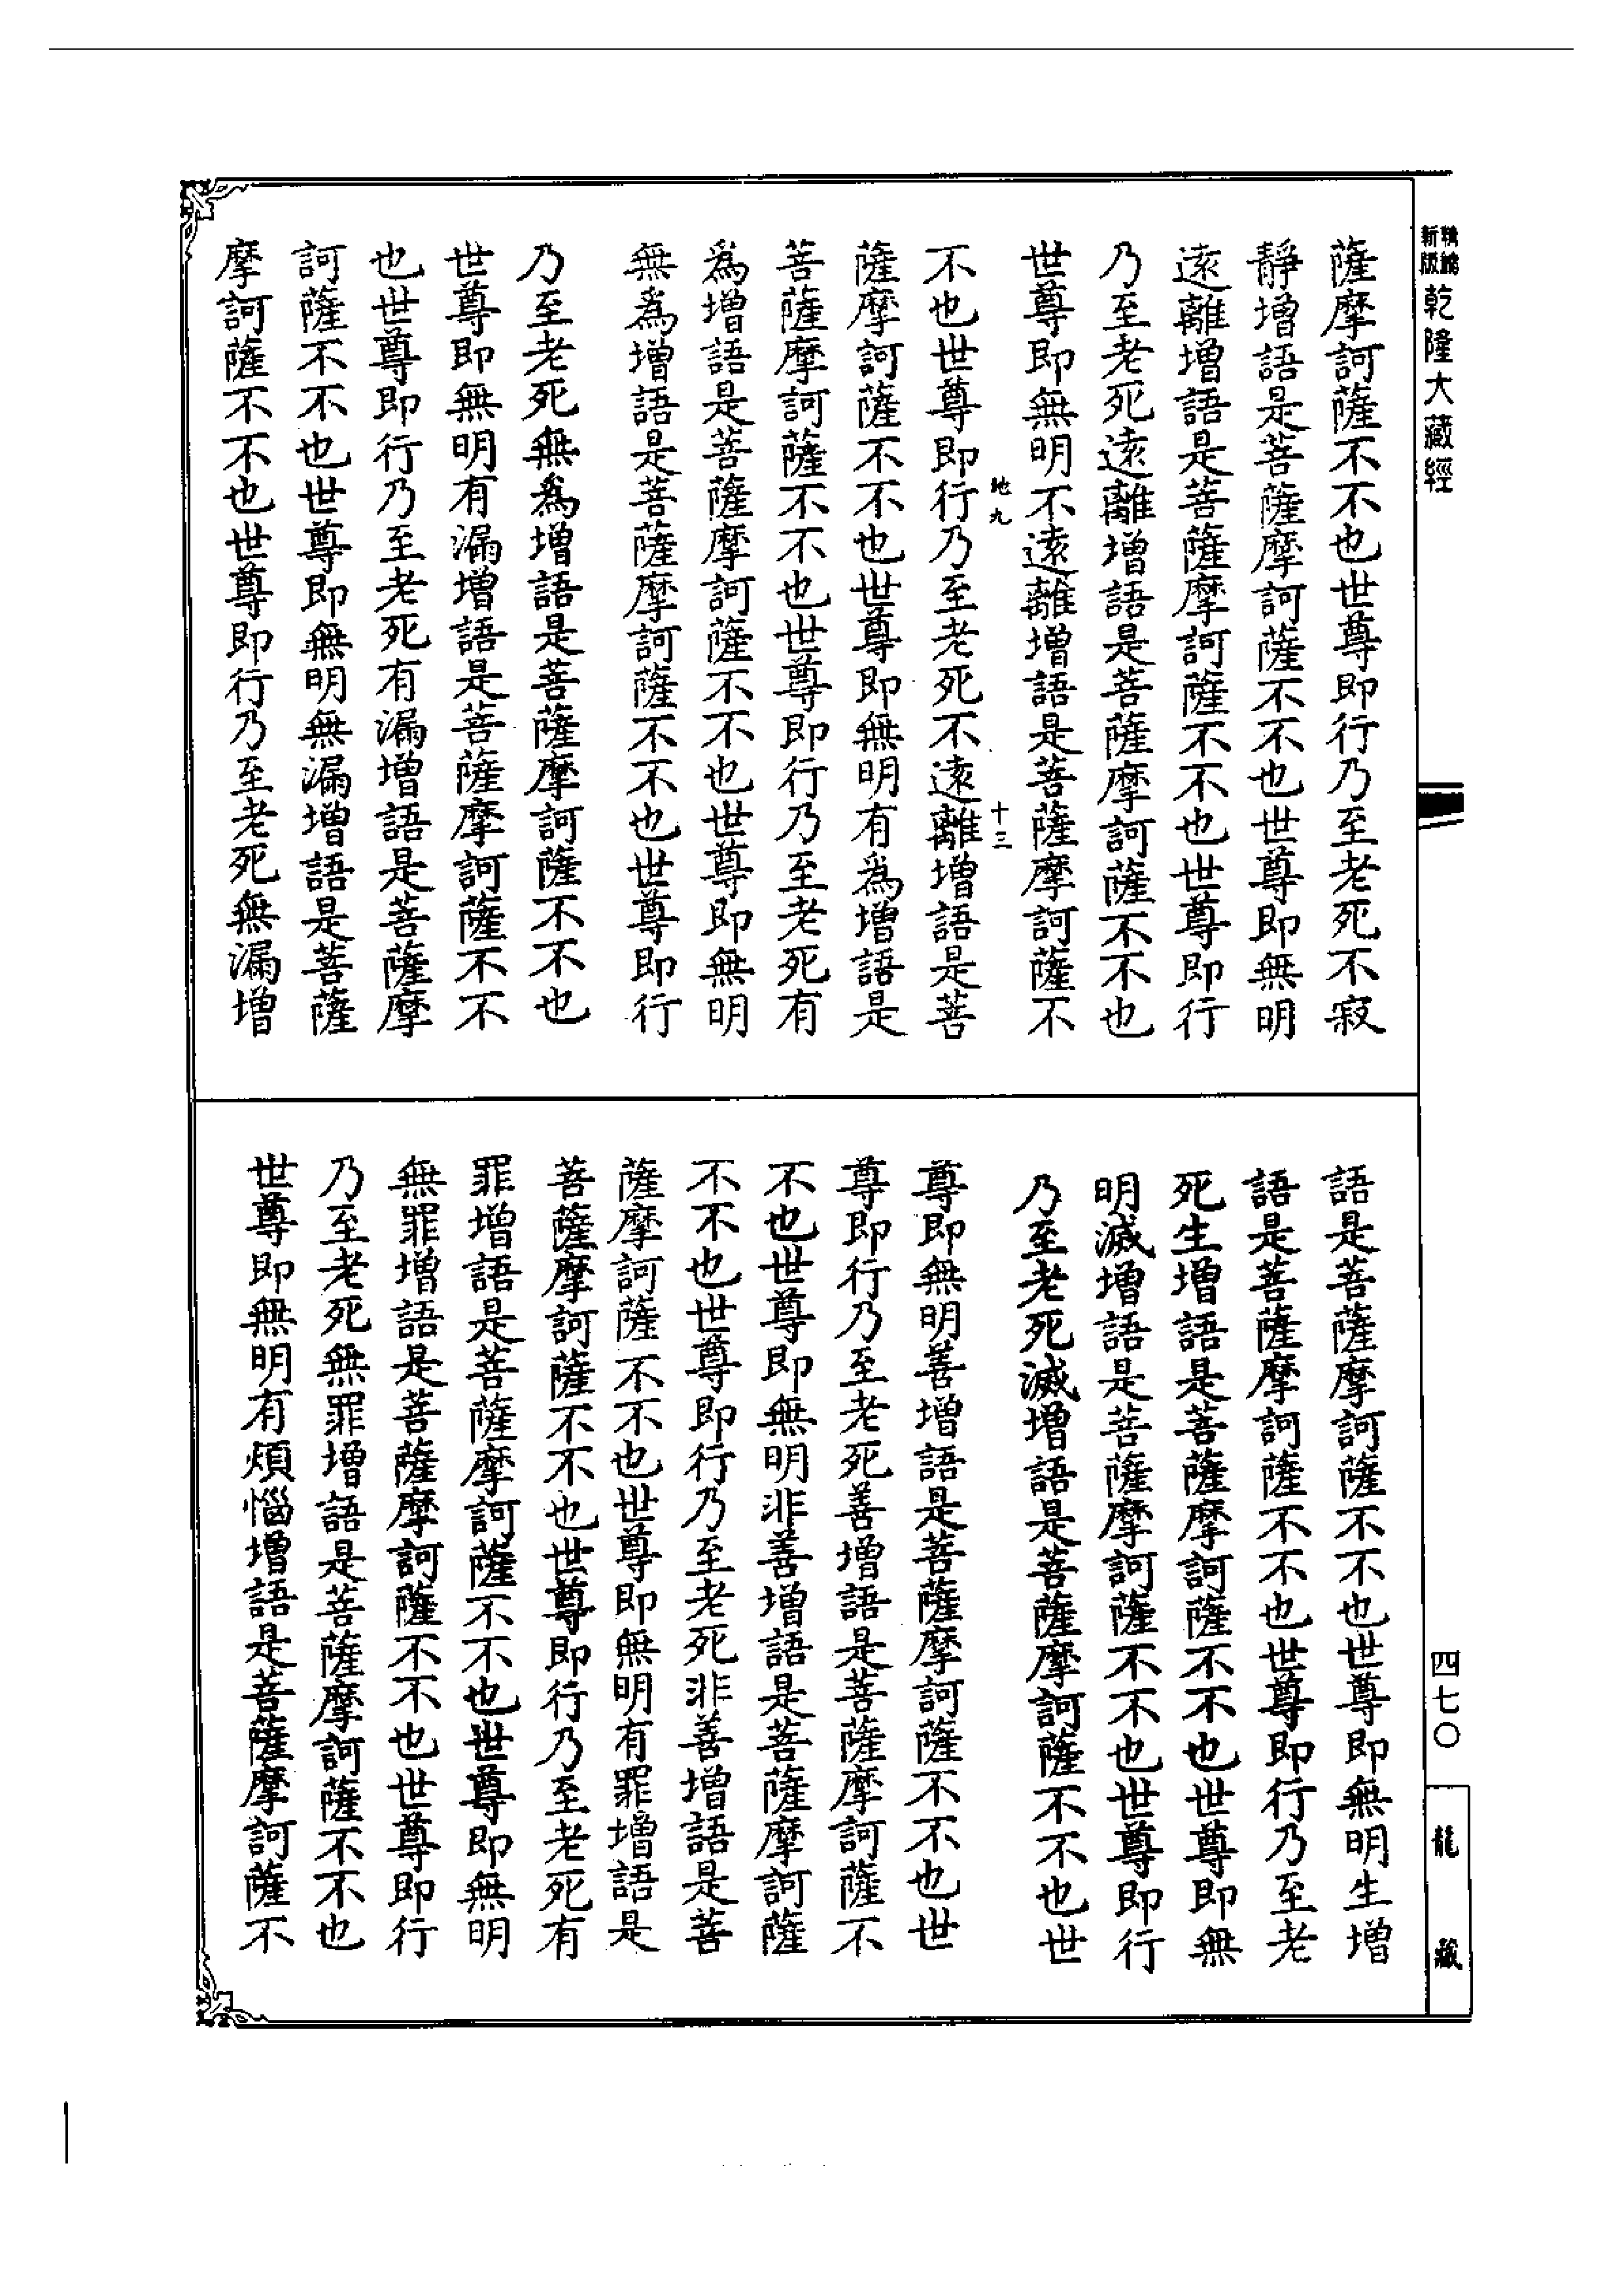 新版精縮乾隆大藏經
薩摩訶薩不不也世尊即行乃至老死不寂
靜增語是菩薩摩訶薩不不也世尊即無明
遠離增語是菩薩摩訶薩不不也世尊即行
乃至老死遠離增語是菩薩摩訶薩不不也
世尊即無明不遠離增語是菩薩摩訶薩不
地九 十三
不也世尊即行乃至老死不遠離增語是菩
薩摩訶薩不不也世尊即無明有為增語是
菩薩摩訶薩不不也世尊即行乃至老死有
為增語是菩薩摩訶薩不不也世尊即無明
無為增語是菩薩摩訶薩不不也世尊即行
乃至老死無為增語是菩薩摩訶薩不不也
世尊即無明有漏增語是菩薩摩訶薩不不
也世尊即行乃至老死有漏增語是菩薩摩
訶薩不不也世尊即無明無漏增語是菩薩
摩訶薩不不也世尊即行乃至老死無漏增
語是菩薩摩訶薩不不也世尊即無明生增
語是菩薩摩訶薩不不也世尊即行乃至老
死生增語是菩薩摩訶薩不不也世尊即無
明滅增語是菩薩摩訶薩不不也世尊即行
乃至老死滅增語是菩薩摩訶薩不不也世
尊即無明善增語是菩薩摩訶薩不不也世
尊即行乃至老死善增語是菩薩摩訶薩不
不也世尊即無明非善增語是菩薩摩訶薩
不不也世尊即行乃至老死非善增語是菩
薩摩訶薩不不也世尊即無明有罪增語是
菩薩摩訶薩不不也世尊即行乃至老死有
罪增語是菩薩摩訶薩不不也世尊即無明
無罪增語是菩薩摩訶薩不不也世尊即行
乃至老死無罪增語是菩薩摩訶薩不不也
世尊即無明有煩惱增語是菩薩摩訶薩不
四七〇
龍藏